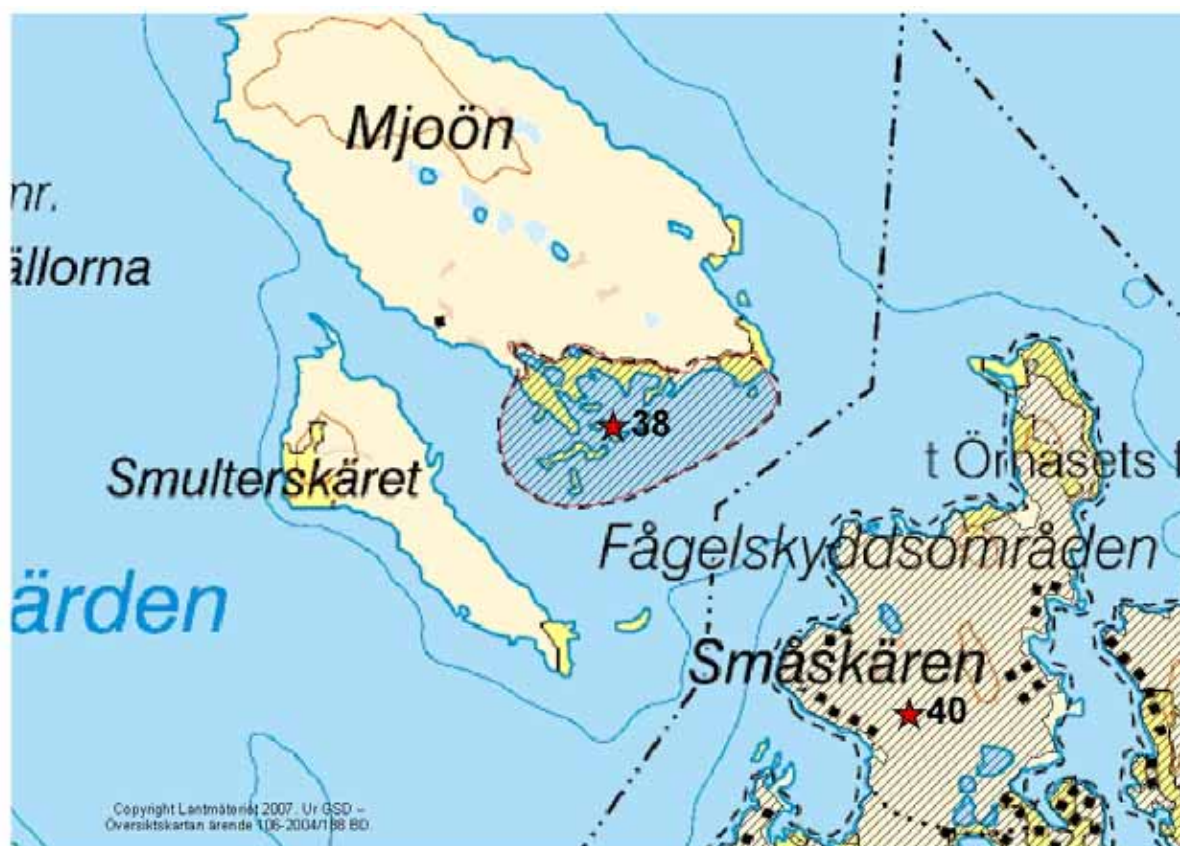 Mjoön
nr.
ällorna
38
Smulterskäret
t Örnäsets f
Fågelskyddsområden
ärden
Småskären
40
Copyright Lantmäteriet 2007. Ur GSD –
Översiktskartan ärende 106-2004/188 BD.